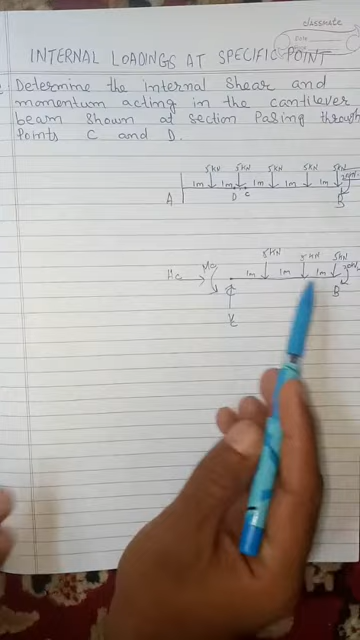 classmate
Date
INTERNAL LOADINGS AT SPECIFIC POINT
Determine the internal shear and
momentum acting in the cantilever
beam shown at section Pasing through
Points C and D.
5KN 5KN 5KN 5KN 5KN
A 1m 1m 1m 1m 1m
D C B
5KN 5KN 5KN
Hc Mc 1m 1m 1m
C B